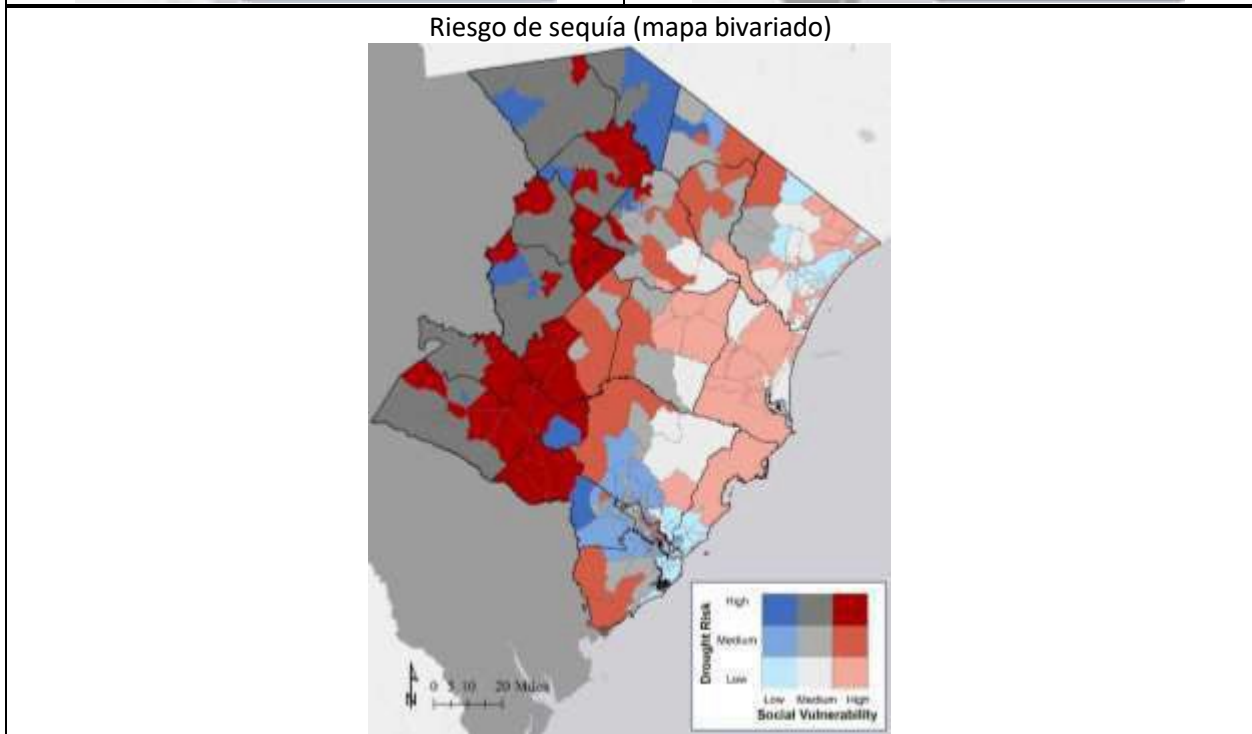 Riesgo de sequía (mapa bivariado)
0 5 10 20 Miles
N
High
Medium
Low
Drought Risk
Low Medium High
Social Vulnerability